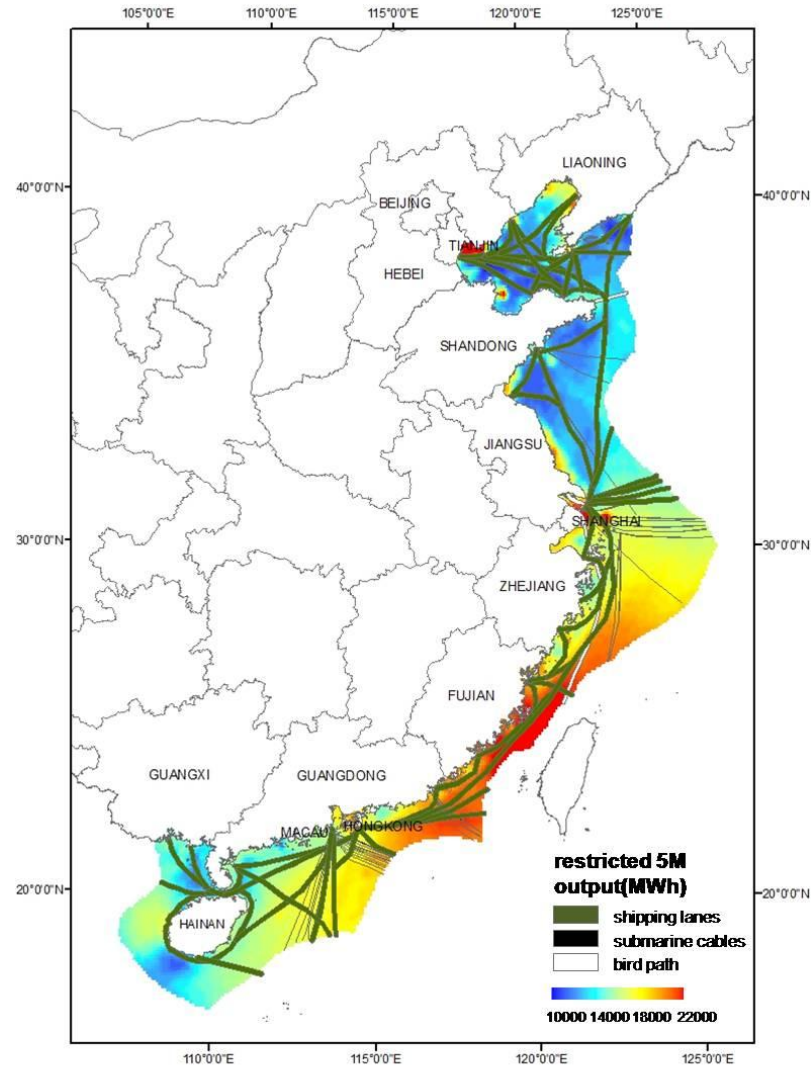 105°0'0"E 110°0'0"E 115°0'0"E 120°0'0"E 125°0'0"E
LIAONING
40°0'0"N 40°0'0"N
BEIJING
TIANJIN
HEBEI
SHANDONG
JIANGSU
SHANGHAI
30°0'0"N 30°0'0"N
ZHEJIANG
FUJIAN
GUANGXI
GUANGDONG
MACAU HONGKONG
20°0'0"N 20°0'0"N
HAINAN
restricted 5M
output(MWh)
shipping lanes
submarine cables
bird path
10000 14000 18000 22000
110°0'0"E 115°0'0"E 120°0'0"E 125°0'0"E